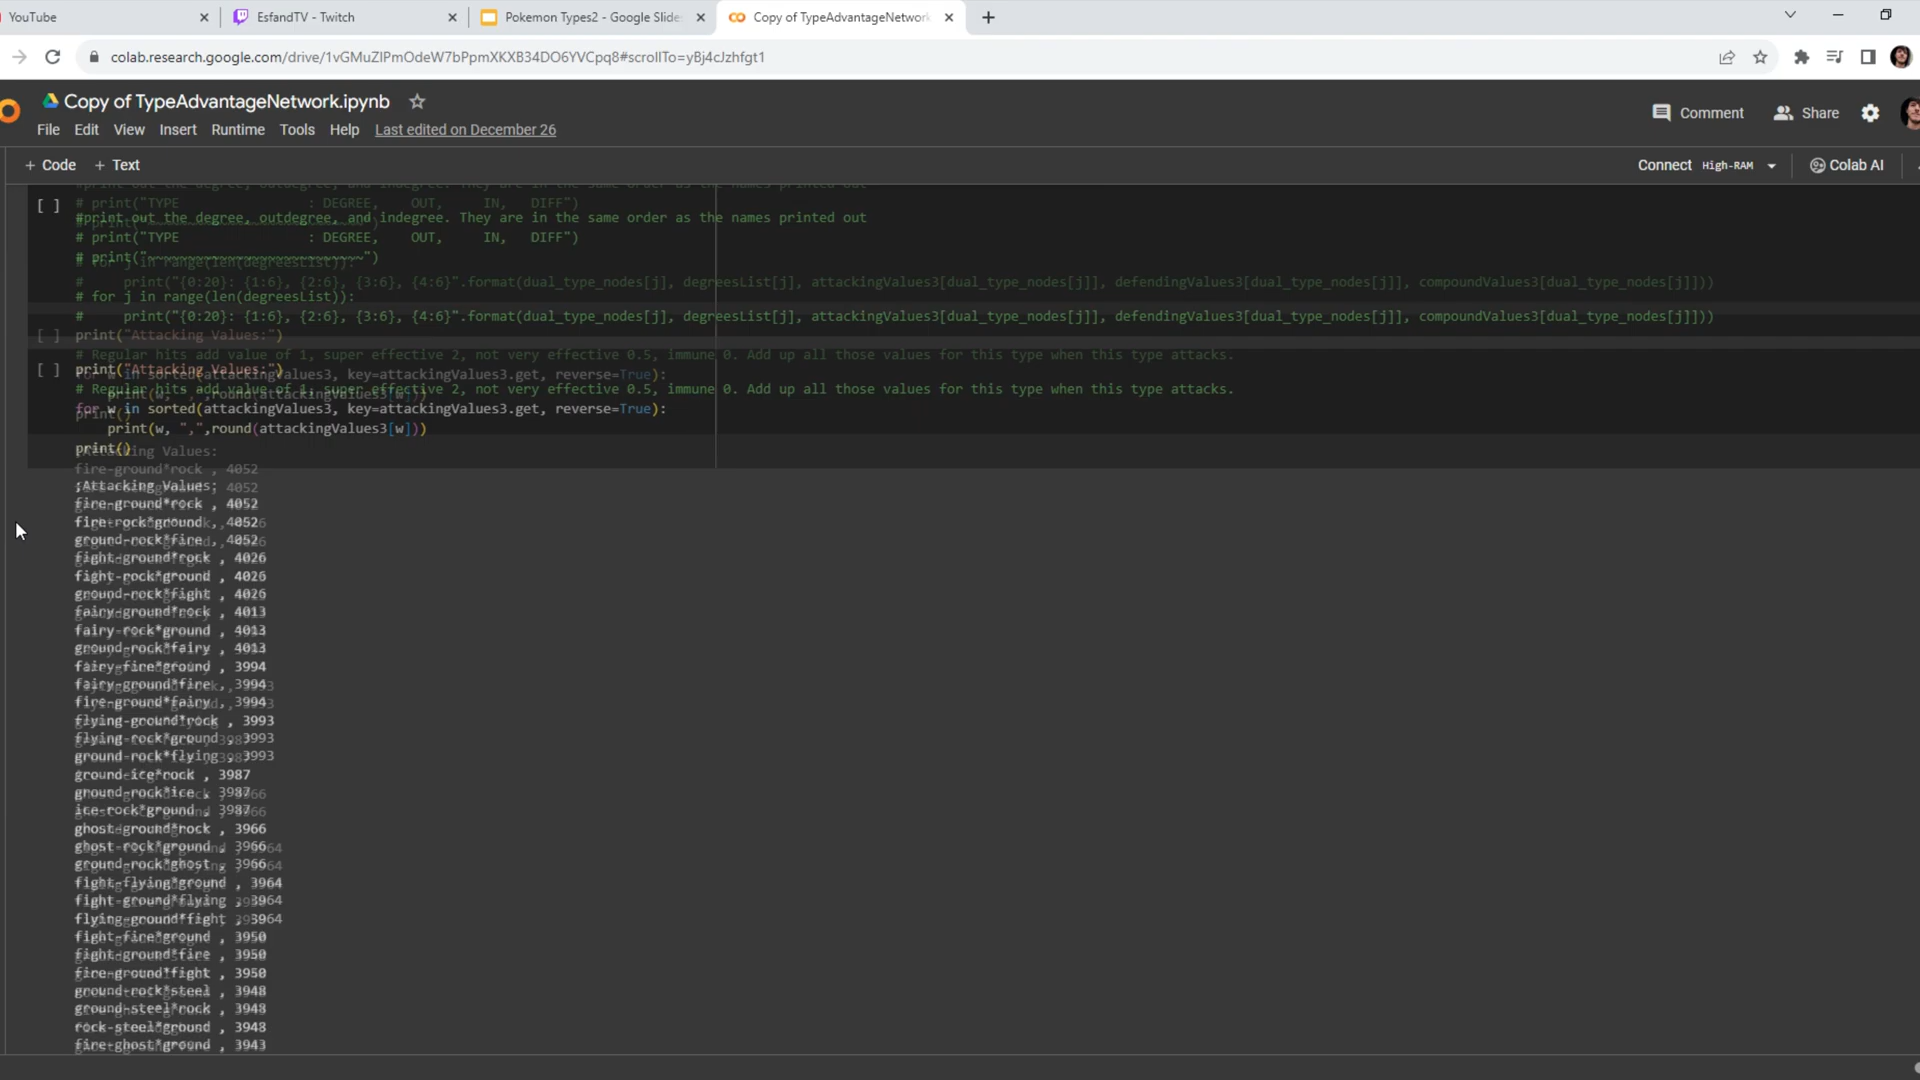 YouTube
EsfandTV - Twitch
Pokemon Types2 - Google Slide
Copy of TypeAdvantageNetwork
colab.research.google.com/drive/1vGMuZlPmOdeW7bPpmXKXB34DO6YVCpq8#scrollTo=yBj4cJzhfgt1
Copy of TypeAdvantageNetwork.ipynb
Comment
Share
File Edit View Insert Runtime Tools Help Last edited on December 26
+ Code + Text
Connect High-RAM
Colab AI
[ ] #print out the degree, outdegree, and indegree. They are in the same order as the names printed out
# print("TYPE : DEGREE, OUT, IN, DIFF")
# print("~~~~~~~~~~~~~~~~~~~~~~~~~~~")
# for j in range(len(degreesList)):
# print("{0:20}: {1:6}, {2:6}, {3:6}, {4:6}".format(dual_type_nodes[j], degreesList[j], attackingValues3[dual_type_nodes[j]], defendingValues3[dual_type_nodes[j]], compoundValues3[dual_type_nodes[j]]))
[ ] print("Attacking Values:")
# Regular hits add value of 1, super effective 2, not very effective 0.5, immune 0. Add up all those values for this type when this type attacks.
for w in sorted(attackingValues3, key=attackingValues3.get, reverse=True):
print(w, ",",round(attackingValues3[w]))
print()
Attacking Values:
fire-ground*rock , 4052
fire-rock*ground , 4052
ground-rock*fire , 4052
fight-ground*rock , 4026
fight-rock*ground , 4026
ground-rock*fight , 4026
fairy-ground*rock , 4013
fairy-rock*ground , 4013
ground-rock*fairy , 4013
fairy-fire*ground , 3994
fairy-ground*fire , 3994
fire-ground*fairy , 3994
flying-ground*rock , 3993
flying-rock*ground , 3993
ground-rock*flying , 3993
ground-ice*rock , 3987
ground-rock*ice , 3987
ice-rock*ground , 3987
ghost-ground*rock , 3966
ghost-rock*ground , 3966
ground-rock*ghost , 3966
fight-flying*ground , 3964
fight-ground*flying , 3964
flying-ground*fight , 3964
fight-fire*ground , 3950
fight-ground*fire , 3950
fire-ground*fight , 3950
ground-rock*steel , 3948
ground-steel*rock , 3948
rock-steel*ground , 3948
fire-ghost*ground , 3943